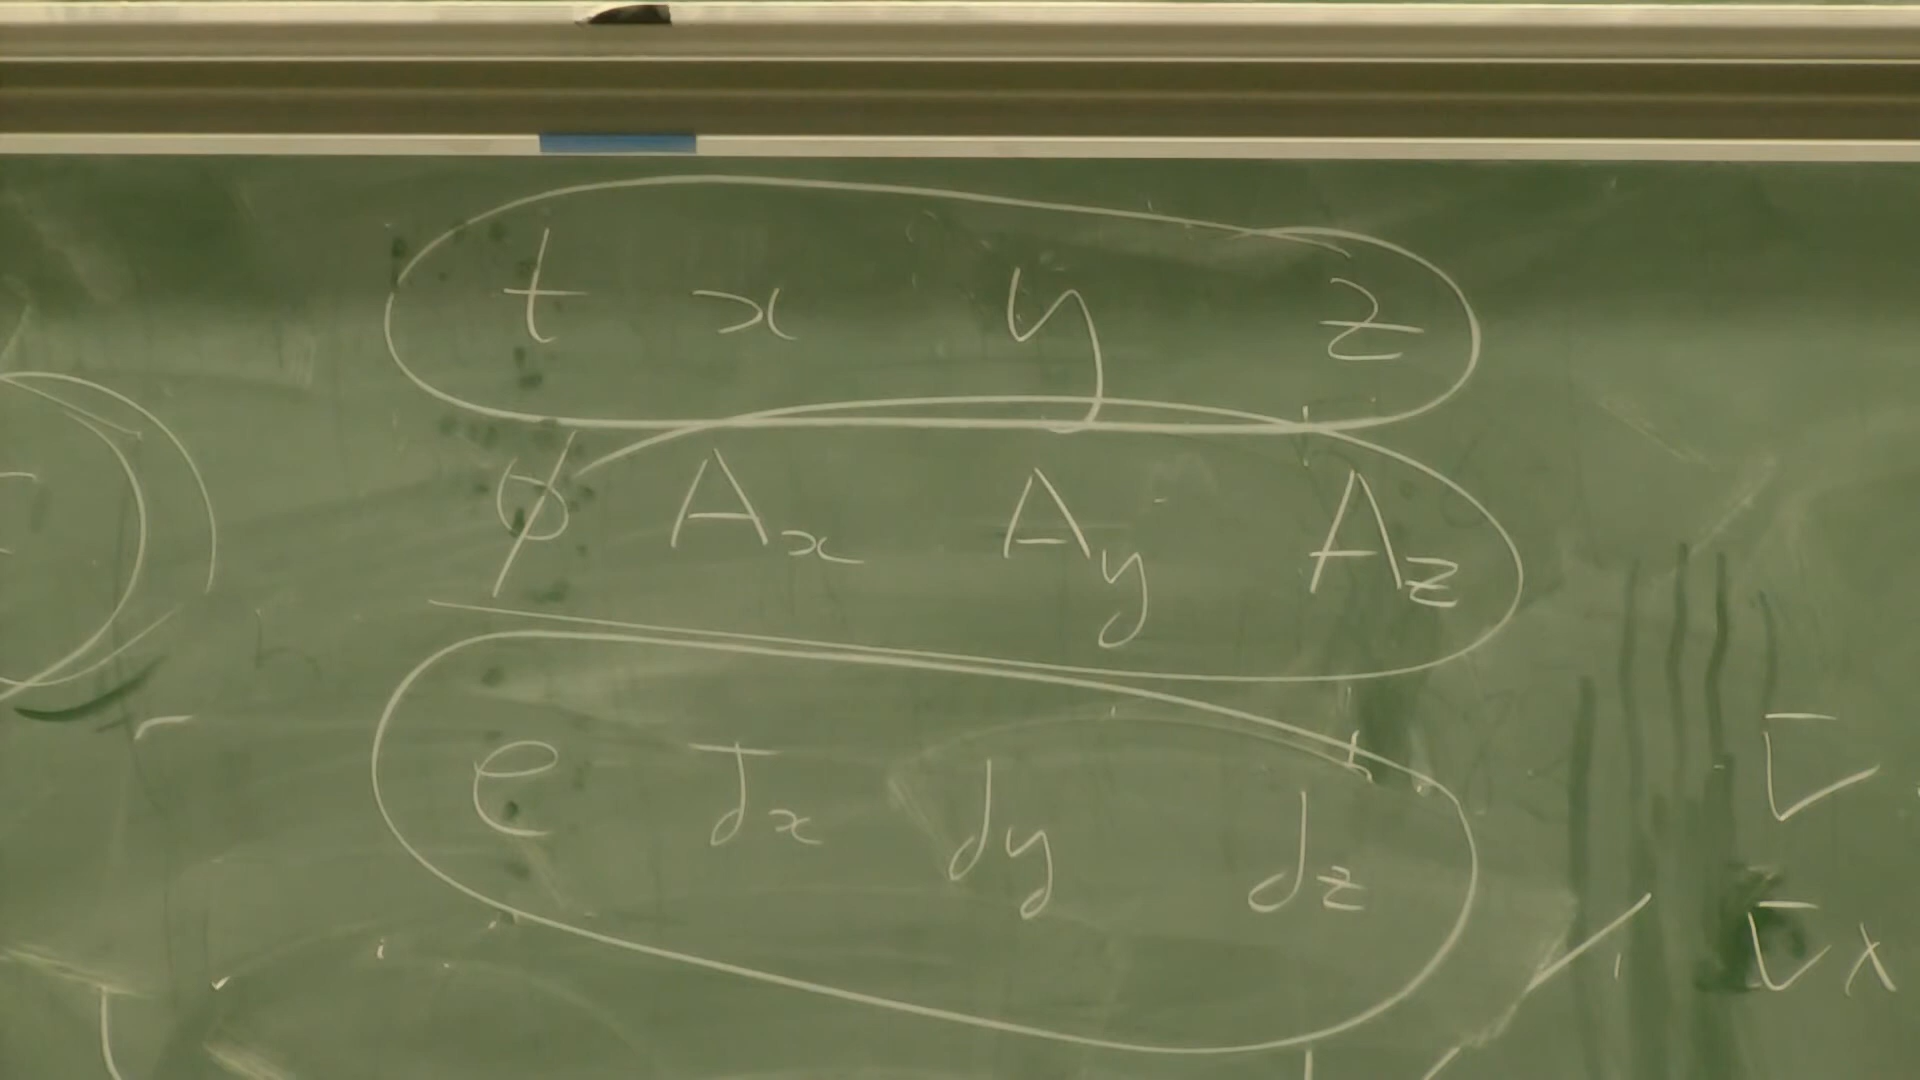 t x y z
ϕ Aₓ A_y A_z
ρ Jₓ J_y J_z
∇
∇×